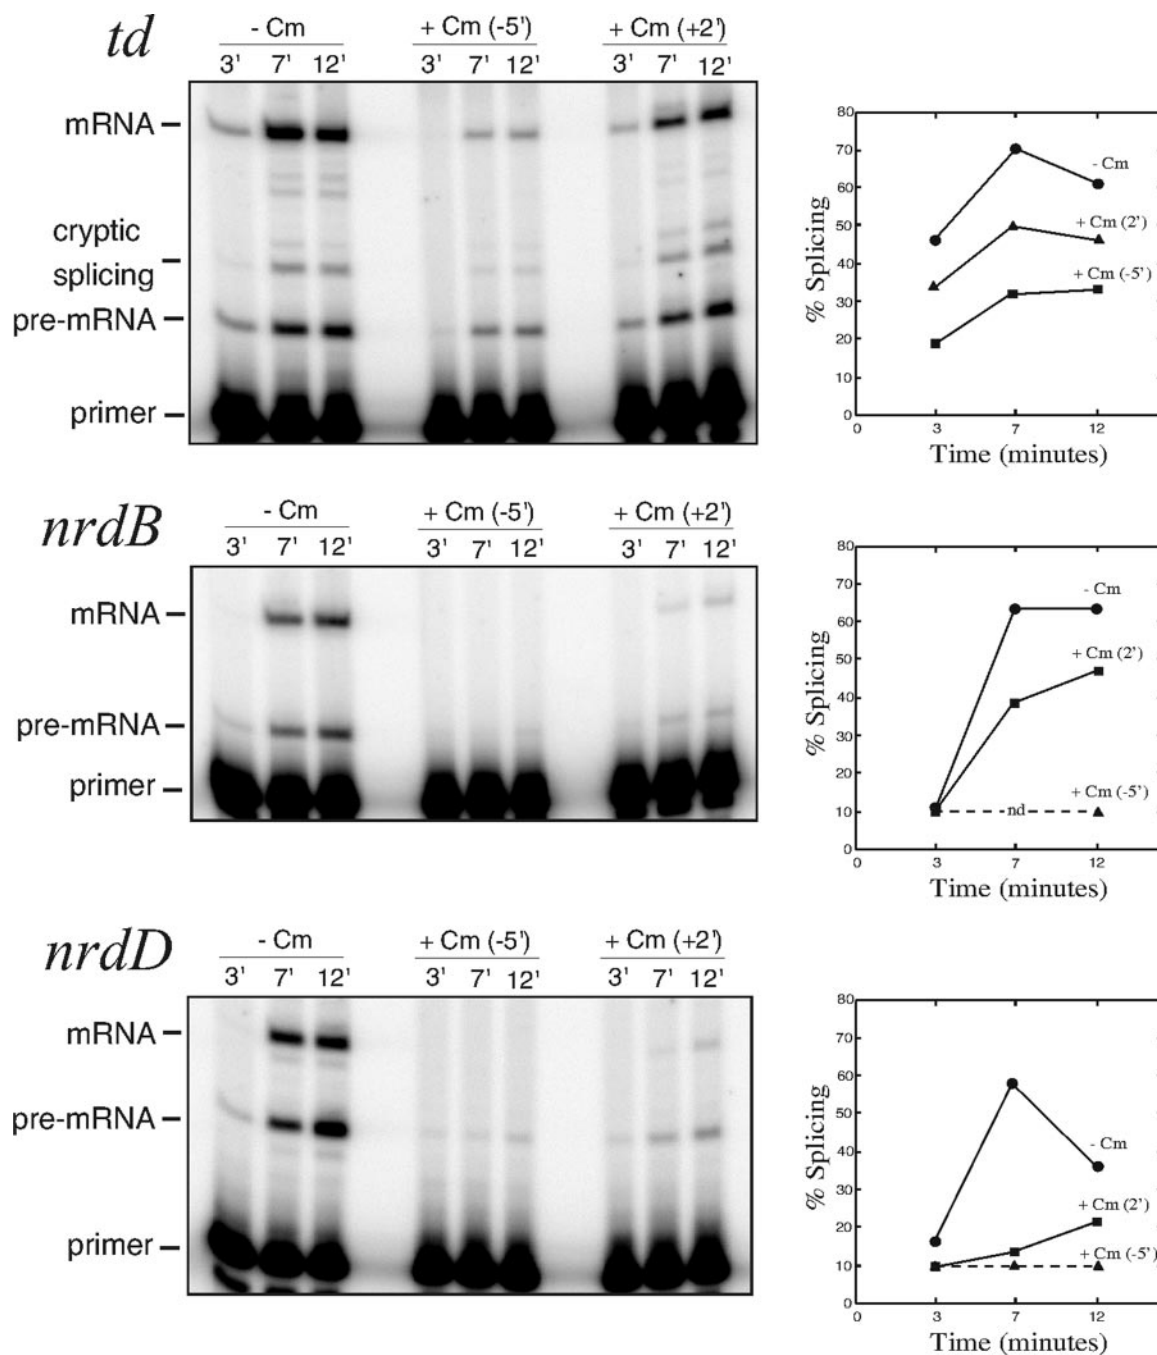 td
- Cm + Cm (-5') + Cm (+2')
3' 7' 12' 3' 7' 12' 3' 7' 12'
mRNA
cryptic
splicing
pre-mRNA
primer
% Splicing
80
70
60
50
40
30
20
10
0
0 3 7 12
Time (minutes)
- Cm
+ Cm (2')
+ Cm (-5')
nrdB
- Cm + Cm (-5') + Cm (+2')
3' 7' 12' 3' 7' 12' 3' 7' 12'
mRNA
pre-mRNA
primer
% Splicing
80
70
60
50
40
30
20
10
0
0 3 7 12
Time (minutes)
- Cm
+ Cm (2')
+ Cm (-5')
nd
nrdD
- Cm + Cm (-5') + Cm (+2')
3' 7' 12' 3' 7' 12' 3' 7' 12'
mRNA
pre-mRNA
primer
% Splicing
80
70
60
50
40
30
20
10
0
0 3 7 12
Time (minutes)
- Cm
+ Cm (2')
+ Cm (-5')